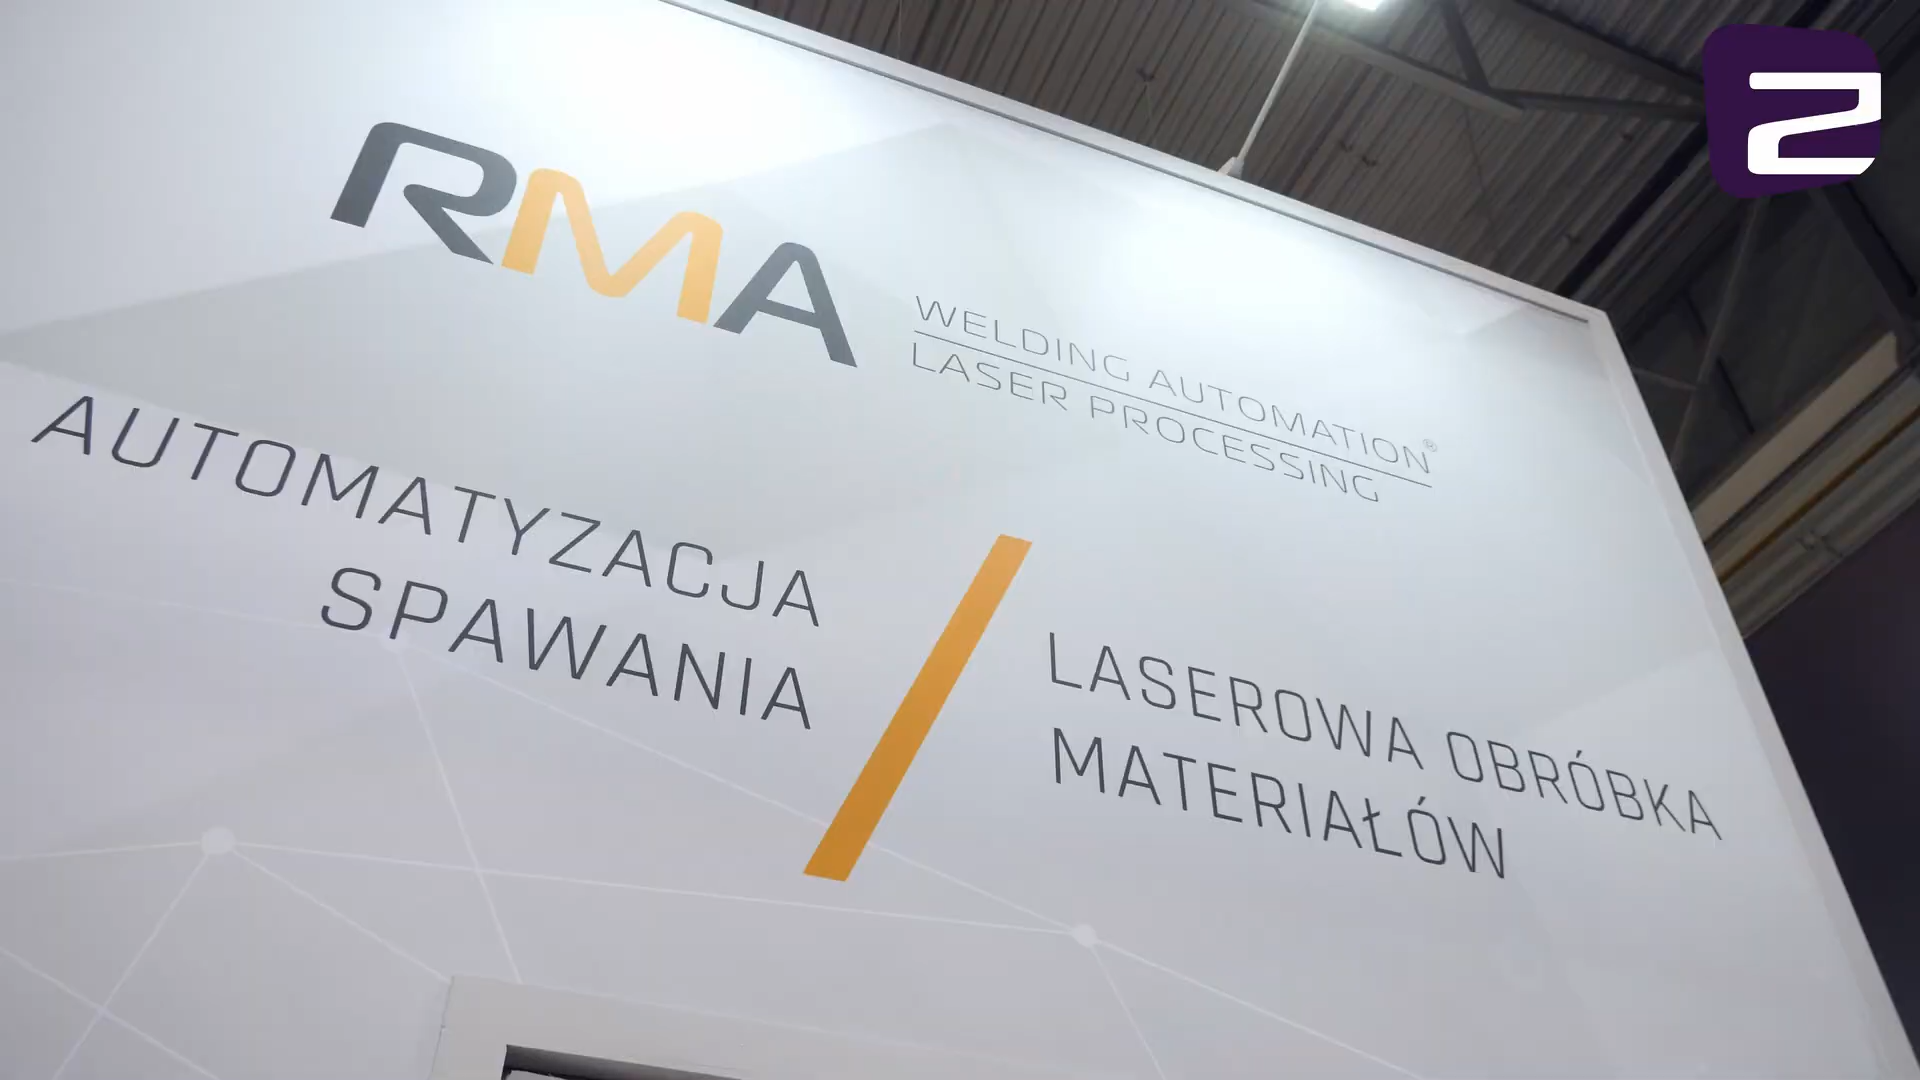 RMA
WELDING AUTOMATION®
LASER PROCESSING
AUTOMATYZACJA
SPAWANIA
LASEROWA OBRÓBKA
MATERIAŁÓW